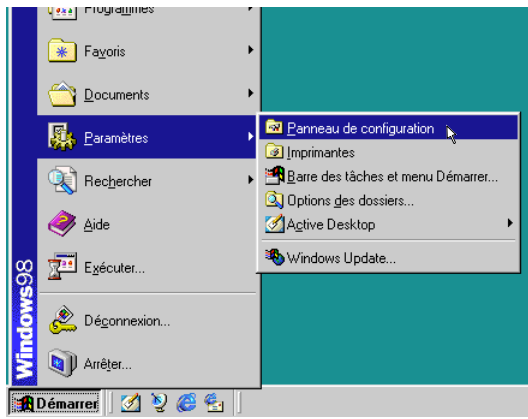 Programmes
Favoris
Documents
Paramètres
Rechercher
Aide
Exécuter...
Déconnexion...
Arrêter...
Panneau de configuration
Imprimantes
Barre des tâches et menu Démarrer...
Options des dossiers...
Active Desktop
Windows Update...
Windows98
Démarrer